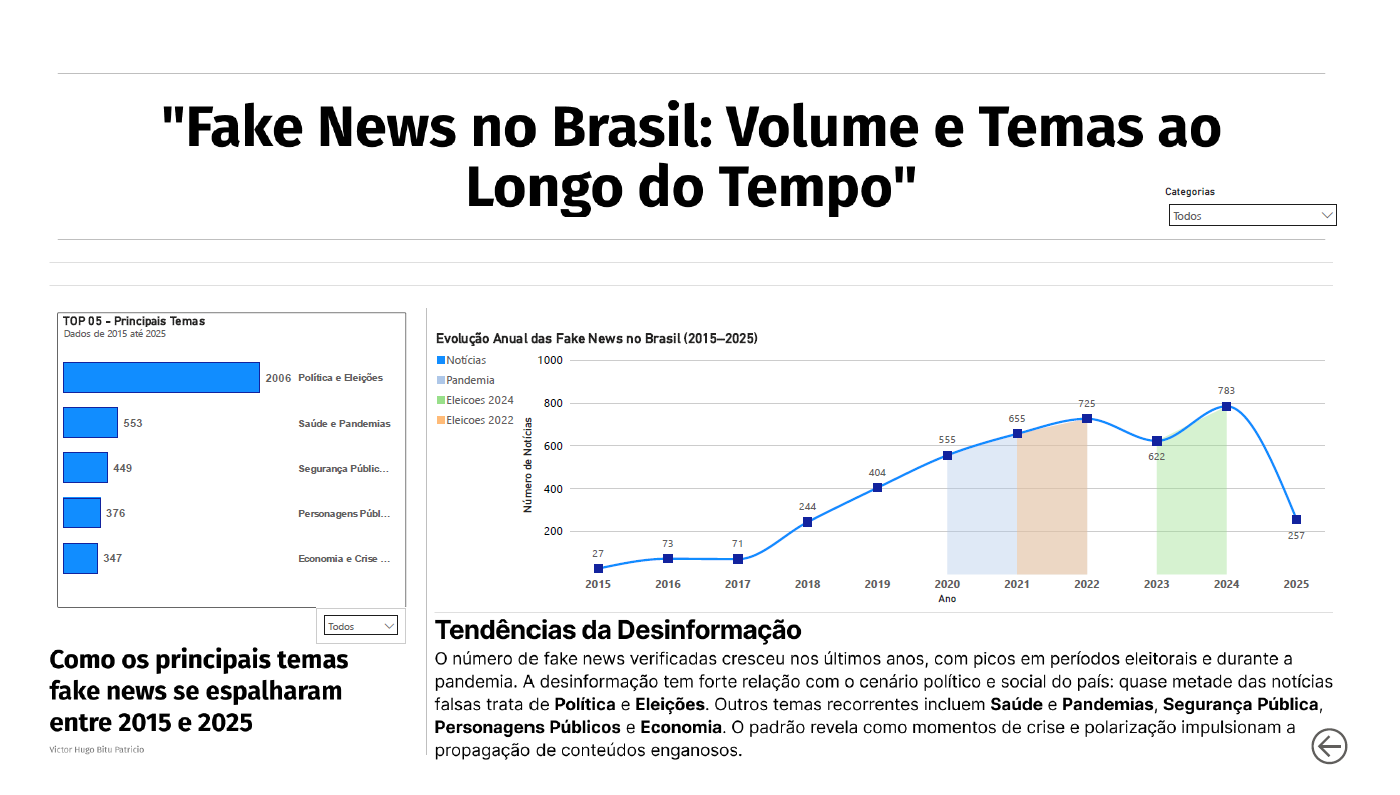 "Fake News no Brasil: Volume e Temas ao
Longo do Tempo"
Categorias
Todos
TOP 05 - Principais Temas
Dados de 2015 até 2025
2006 Política e Eleições
553 Saúde e Pandemias
449 Segurança Públic...
376 Personagens Públ...
347 Economia e Crise ...
Todos
Como os principais temas
fake news se espalharam
entre 2015 e 2025
Victor Hugo Bitu Patricio
Evolução Anual das Fake News no Brasil (2015–2025)
Notícias
Pandemia
Eleicoes 2024
Eleicoes 2022
Número de Notícias
1000
800
600
400
200
27
73
71
244
404
555
655
725
622
783
257
2015 2016 2017 2018 2019 2020 2021 2022 2023 2024 2025
Ano
Tendências da Desinformação
O número de fake news verificadas cresceu nos últimos anos, com picos em períodos eleitorais e durante a
pandemia. A desinformação tem forte relação com o cenário político e social do país: quase metade das notícias
falsas trata de Política e Eleições. Outros temas recorrentes incluem Saúde e Pandemias, Segurança Pública,
Personagens Públicos e Economia. O padrão revela como momentos de crise e polarização impulsionam a
propagação de conteúdos enganosos.